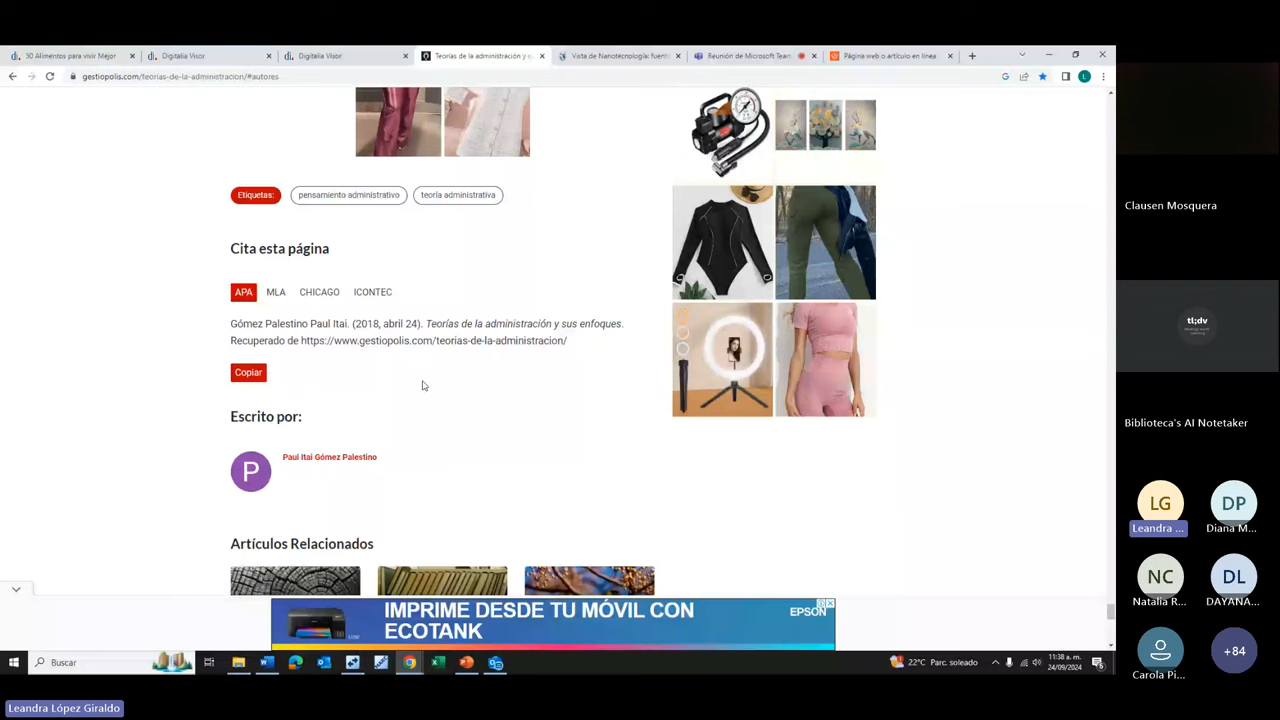 50 Alimentos para vivir Mejor
Digitalia Visor
Digitalia Visor
Teorías de la administración y s
Vista de Nanotecnología: fuente
Reunión de Microsoft Team
Página web o artículo en línea
gestiopolis.com/teorias-de-la-administracion/#autores
Etiquetas:
pensamiento administrativo
teoría administrativa
Cita esta página
APA
MLA
CHICAGO
ICONTEC
Gómez Palestino Paul Itai. (2018, abril 24). Teorías de la administración y sus enfoques.
Recuperado de https://www.gestiopolis.com/teorias-de-la-administracion/
Copiar
Escrito por:
P
Paul Itai Gómez Palestino
Artículos Relacionados
IMPRIME DESDE TU MÓVIL CON
ECOTANK
EPSON
Buscar
22°C Parc. soleado
11:38 a. m.
24/09/2024
Leandra López Giraldo
Clausen Mosquera
tl;dv
Biblioteca's AI Notetaker
LG
DP
Leandra ...
Diana M...
NC
DL
Natalia R...
DAYANA...
Carola Pi...
+84